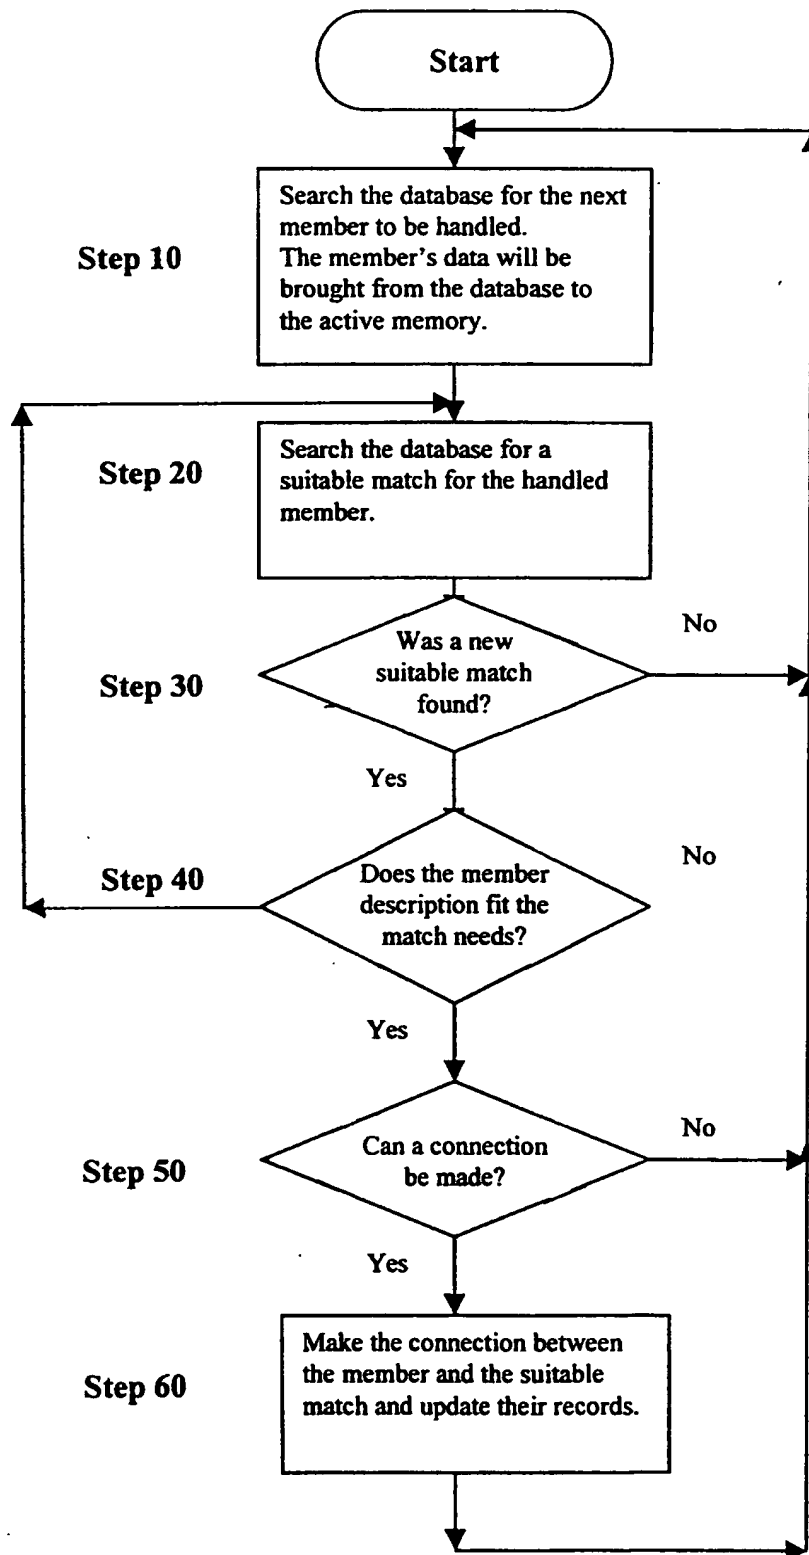 Start
Step 10
Search the database for the next
member to be handled.
The member's data will be
brought from the database to
the active memory.
Step 20
Search the database for a
suitable match for the handled
member.
Step 30
Was a new
suitable match
found?
No
Yes
Step 40
Does the member
description fit the
match needs?
No
Yes
Step 50
Can a connection
be made?
No
Yes
Step 60
Make the connection between
the member and the suitable
match and update their records.